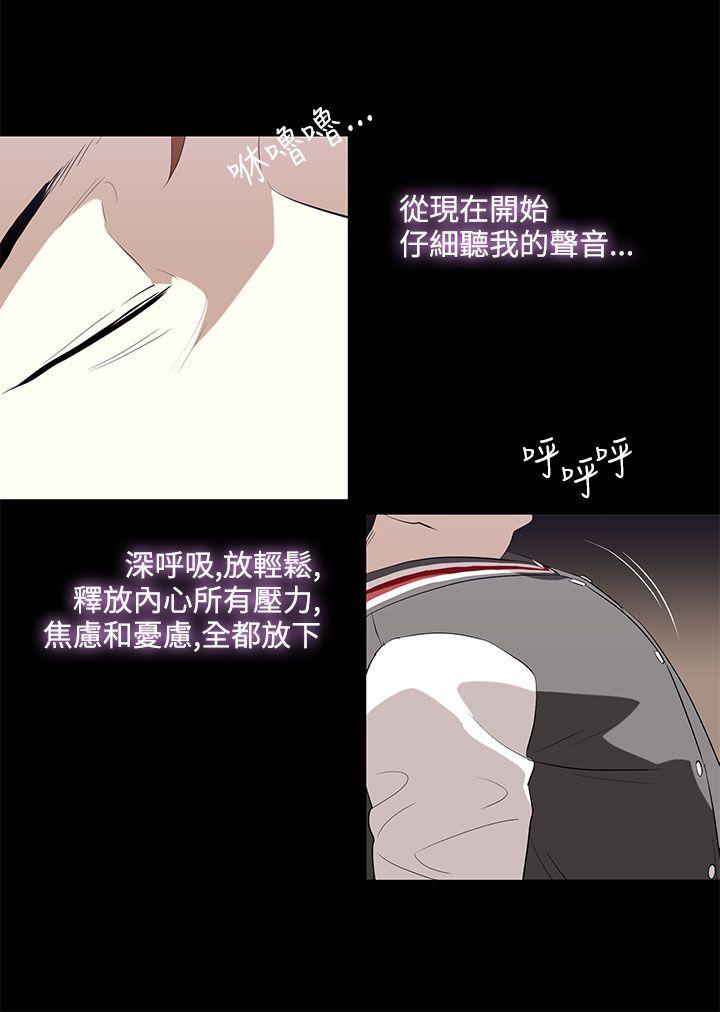 咻嚕嚕...
從現在開始
仔細聽我的聲音...
呼呼呼
深呼吸,放輕鬆,
釋放內心所有壓力,
焦慮和憂慮,全都放下